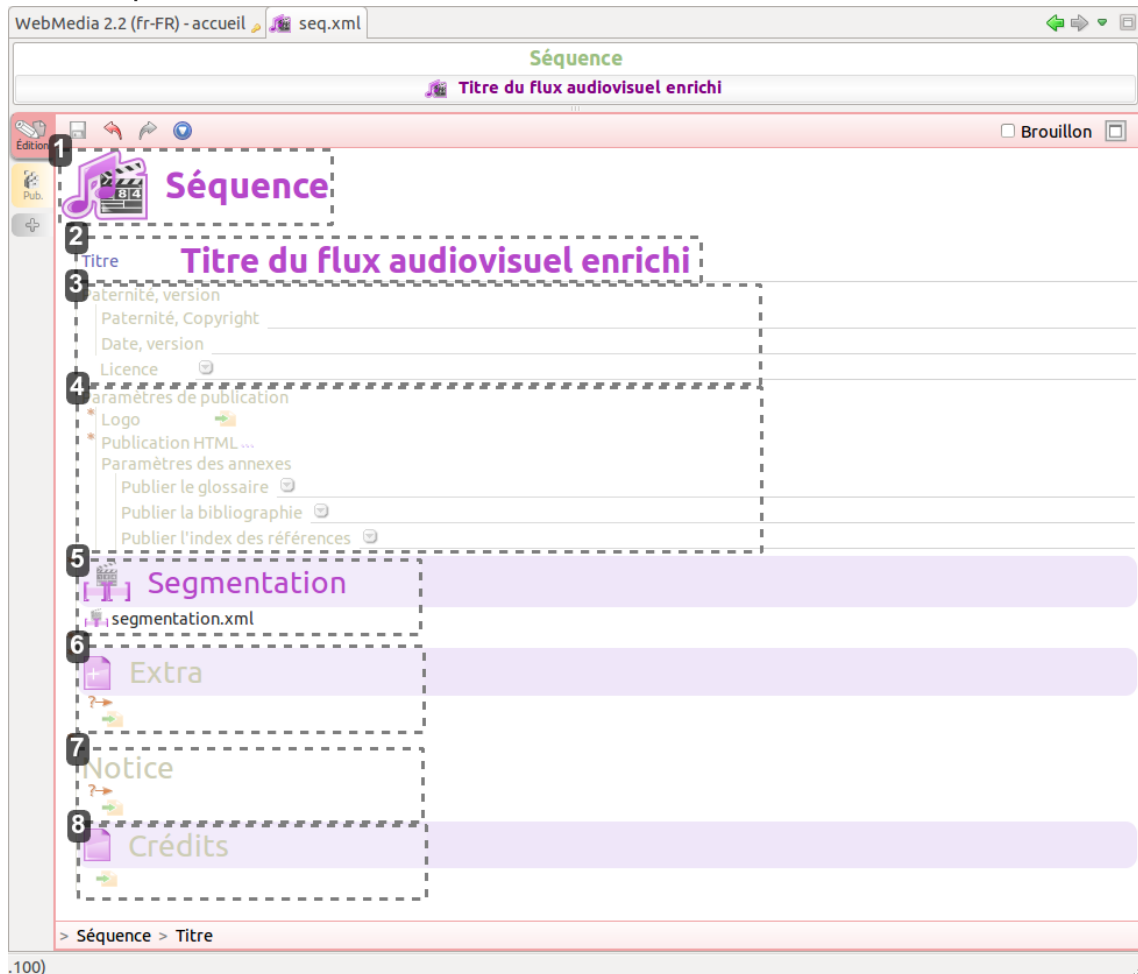 WebMedia 2.2 (fr-FR) - accueil seq.xml
Séquence
Titre du flux audiovisuel enrichi
Édition
Brouillon
1
8 4
Séquence
Pub.
2
Titre Titre du flux audiovisuel enrichi
3
Paternité, version
Paternité, Copyright
Date, version
Licence
4
Paramètres de publication
* Logo
* Publication HTML ...
Paramètres des annexes
Publier le glossaire
Publier la bibliographie
Publier l'index des références
5
Segmentation
segmentation.xml
6
Extra
?
7
Notice
?
8
Crédits
> Séquence > Titre
.100)